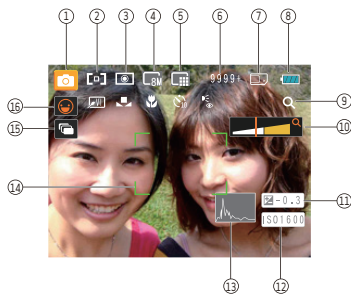 ① ② ③ ④ ⑤ ⑥ ⑦ ⑧
8M 9999+
⑯ ⑨
⑮ ⑩
⑭
-0.3 ⑪
ISO1600
⑬ ⑫